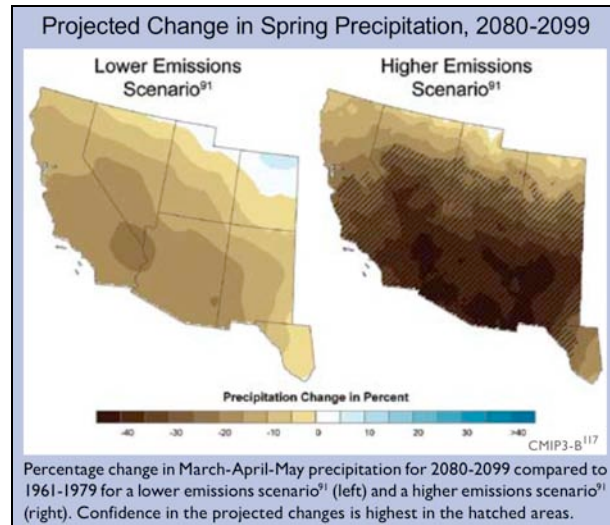 Projected Change in Spring Precipitation, 2080-2099
Lower Emissions
Scenario91
Higher Emissions
Scenario91
Precipitation Change in Percent
-40 -30 -20 -10 0 10 20 30 >40
CMIP3-B117
Percentage change in March-April-May precipitation for 2080-2099 compared to
1961-1979 for a lower emissions scenario91 (left) and a higher emissions scenario91
(right). Confidence in the projected changes is highest in the hatched areas.